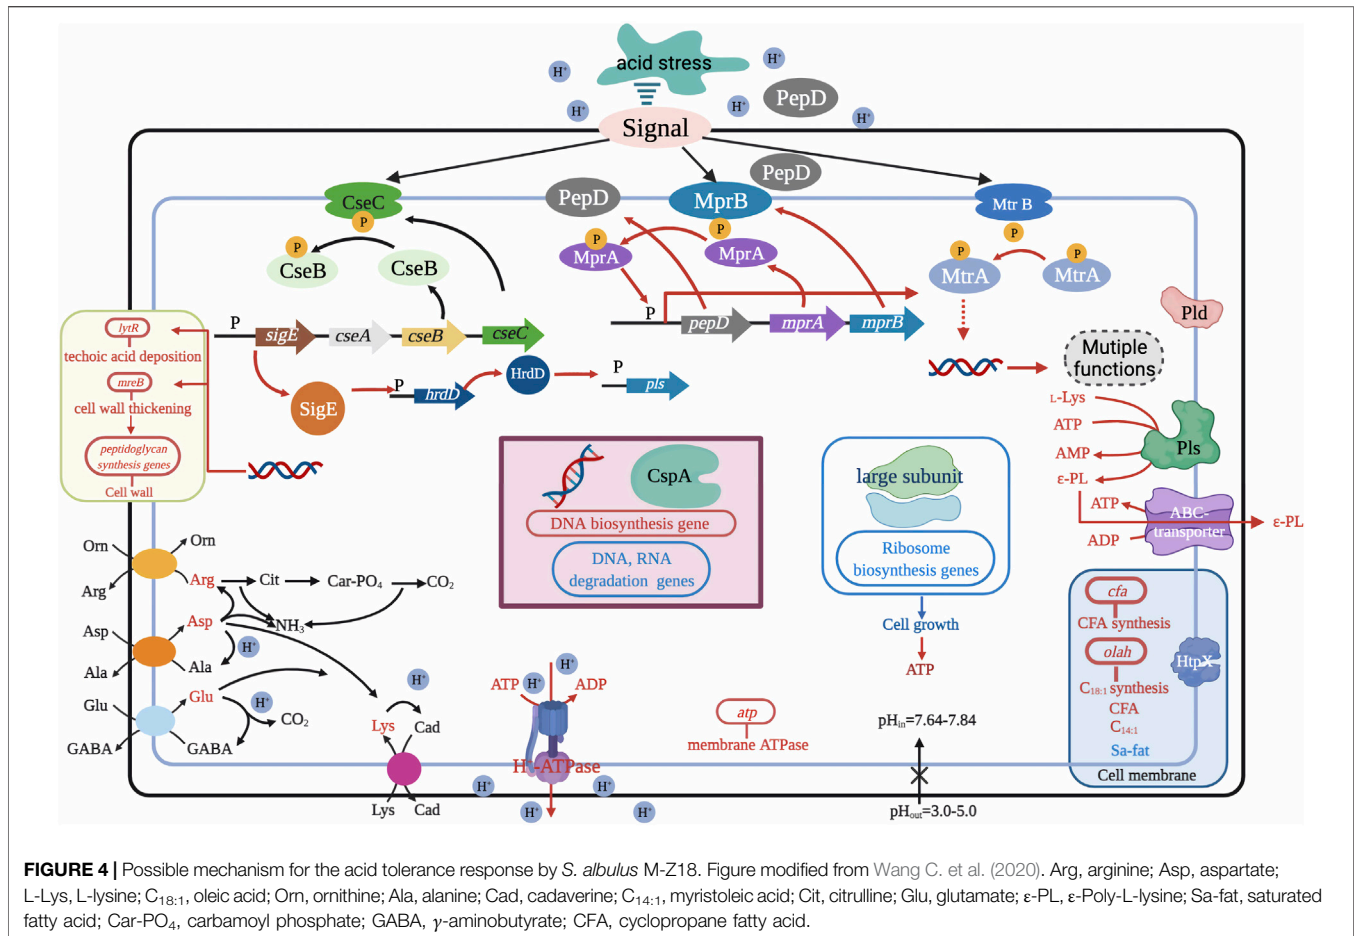 acid stress
H⁺
H⁺
H⁺
H⁺
H⁺
PepD
Signal
PepD
CseC
PepD
MprB
Mtr B
P
P
P
P
P
P
P
CseB
CseB
MprA
MprA
MtrA
MtrA
Pld
P
sigE
cseA
cseB
cseC
P
pepD
mprA
mprB
lytR
techoic acid deposition
mreB
cell wall thickening
peptidoglycan
synthesis genes
Cell wall
SigE
P
hrdD
HrdD
P
pls
Mutiple
functions
L-Lys
ATP
AMP
ε-PL
Pls
ATP
ADP
ABC-
transporter
ε-PL
CspA
DNA biosynthesis gene
DNA, RNA
degradation genes
large subunit
Ribosome
biosynthesis genes
Cell growth
ATP
Orn
Orn
Arg
Arg
Cit
Car-PO₄
CO₂
Asp
Asp
NH₃
Ala
Ala
H⁺
Glu
Glu
H⁺
CO₂
GABA
GABA
H⁺
Lys
Cad
Lys
Cad
ATP
H⁺
H⁺
ADP
H⁺-ATPase
H⁺
H⁺
H⁺
H⁺
atp
membrane ATPase
pHin=7.64-7.84
pHout=3.0-5.0
cfa
CFA synthesis
olah
C18:1 synthesis
CFA
C14:1
Sa-fat
Cell membrane
HtpX
FIGURE 4 | Possible mechanism for the acid tolerance response by S. albulus M-Z18. Figure modified from Wang C. et al. (2020). Arg, arginine; Asp, aspartate;
L-Lys, L-lysine; C18:1, oleic acid; Orn, ornithine; Ala, alanine; Cad, cadaverine; C14:1, myristoleic acid; Cit, citrulline; Glu, glutamate; ε-PL, ε-Poly-L-lysine; Sa-fat, saturated
fatty acid; Car-PO₄, carbamoyl phosphate; GABA, γ-aminobutyrate; CFA, cyclopropane fatty acid.